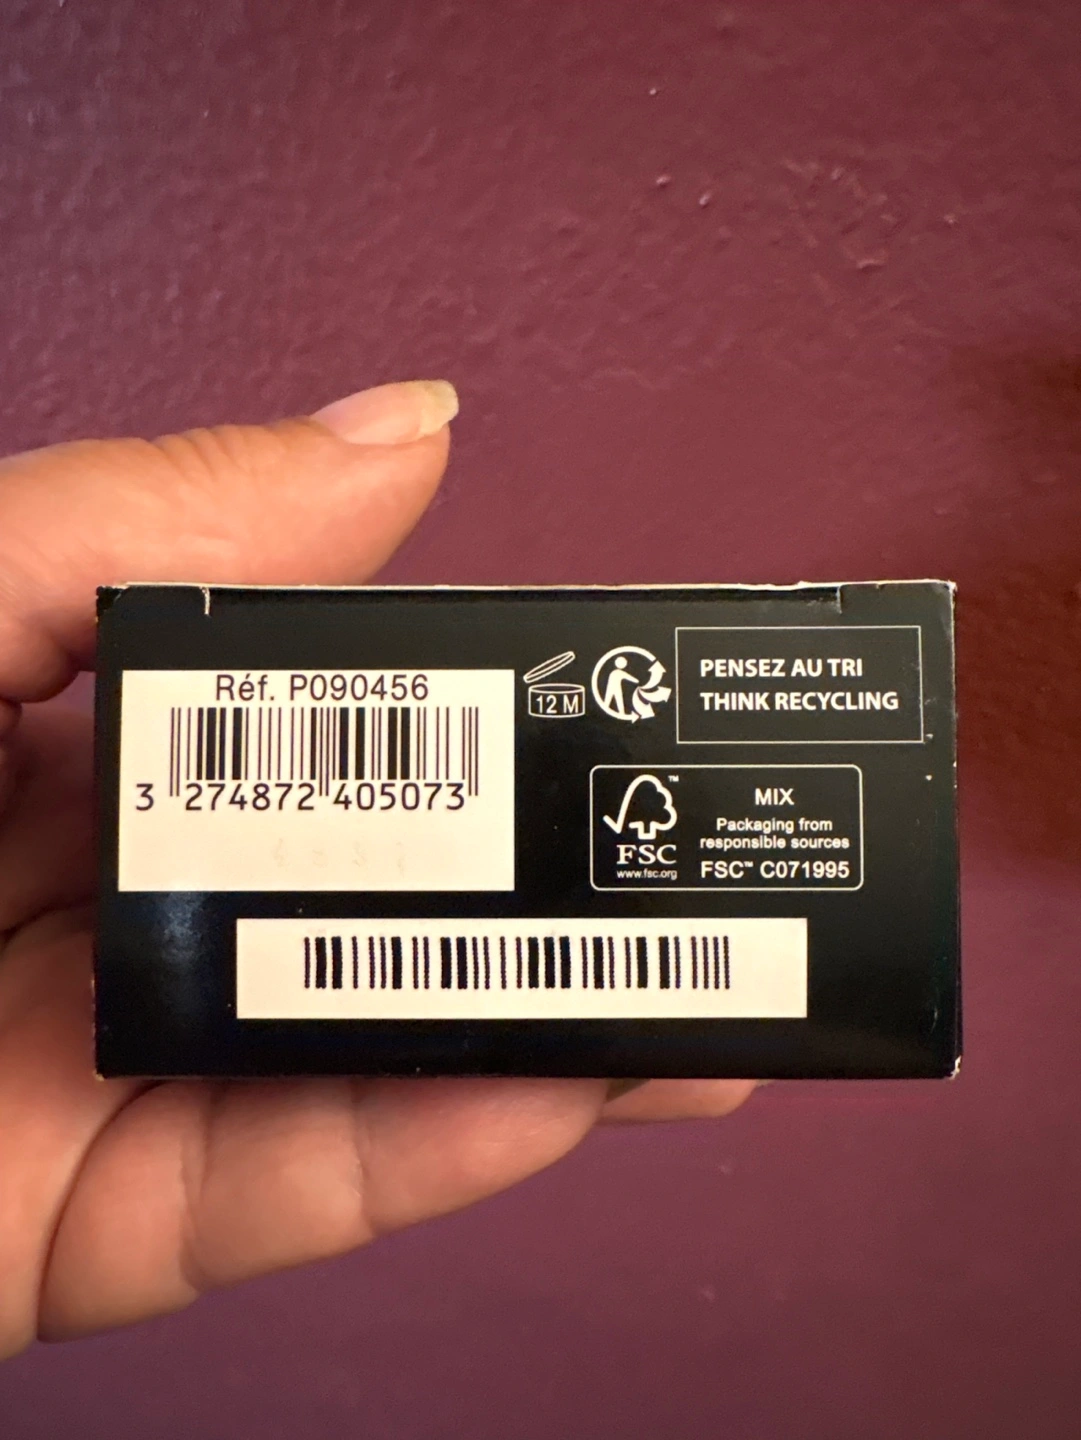 Réf. P090456
3 274872 405073
12 M
PENSEZ AU TRI
THINK RECYCLING
FSC
www.fsc.org
™
MIX
Packaging from
responsible sources
FSC™ C071995